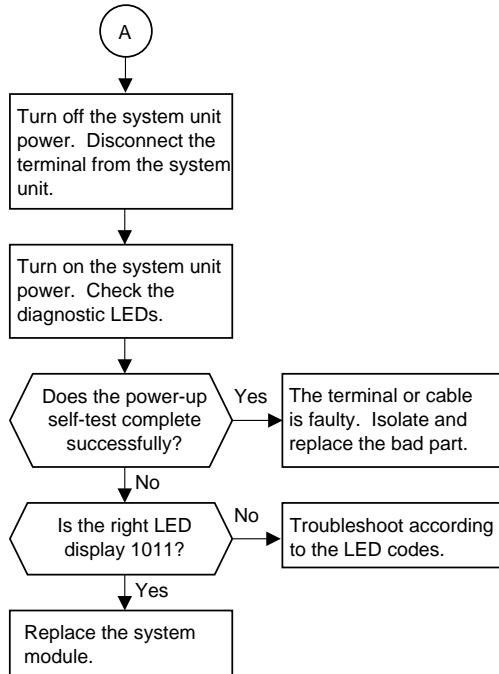 A
Turn off the system unit
power.  Disconnect the
terminal from the system
unit.
Turn on the system unit
power.  Check the
diagnostic LEDs.
Does the power-up
self-test complete
successfully?
Yes
The terminal or cable
is faulty.  Isolate and
replace the bad part.
No
Is the right LED
display 1011?
No
Troubleshoot according
to the LED codes.
Yes
Replace the system
module.